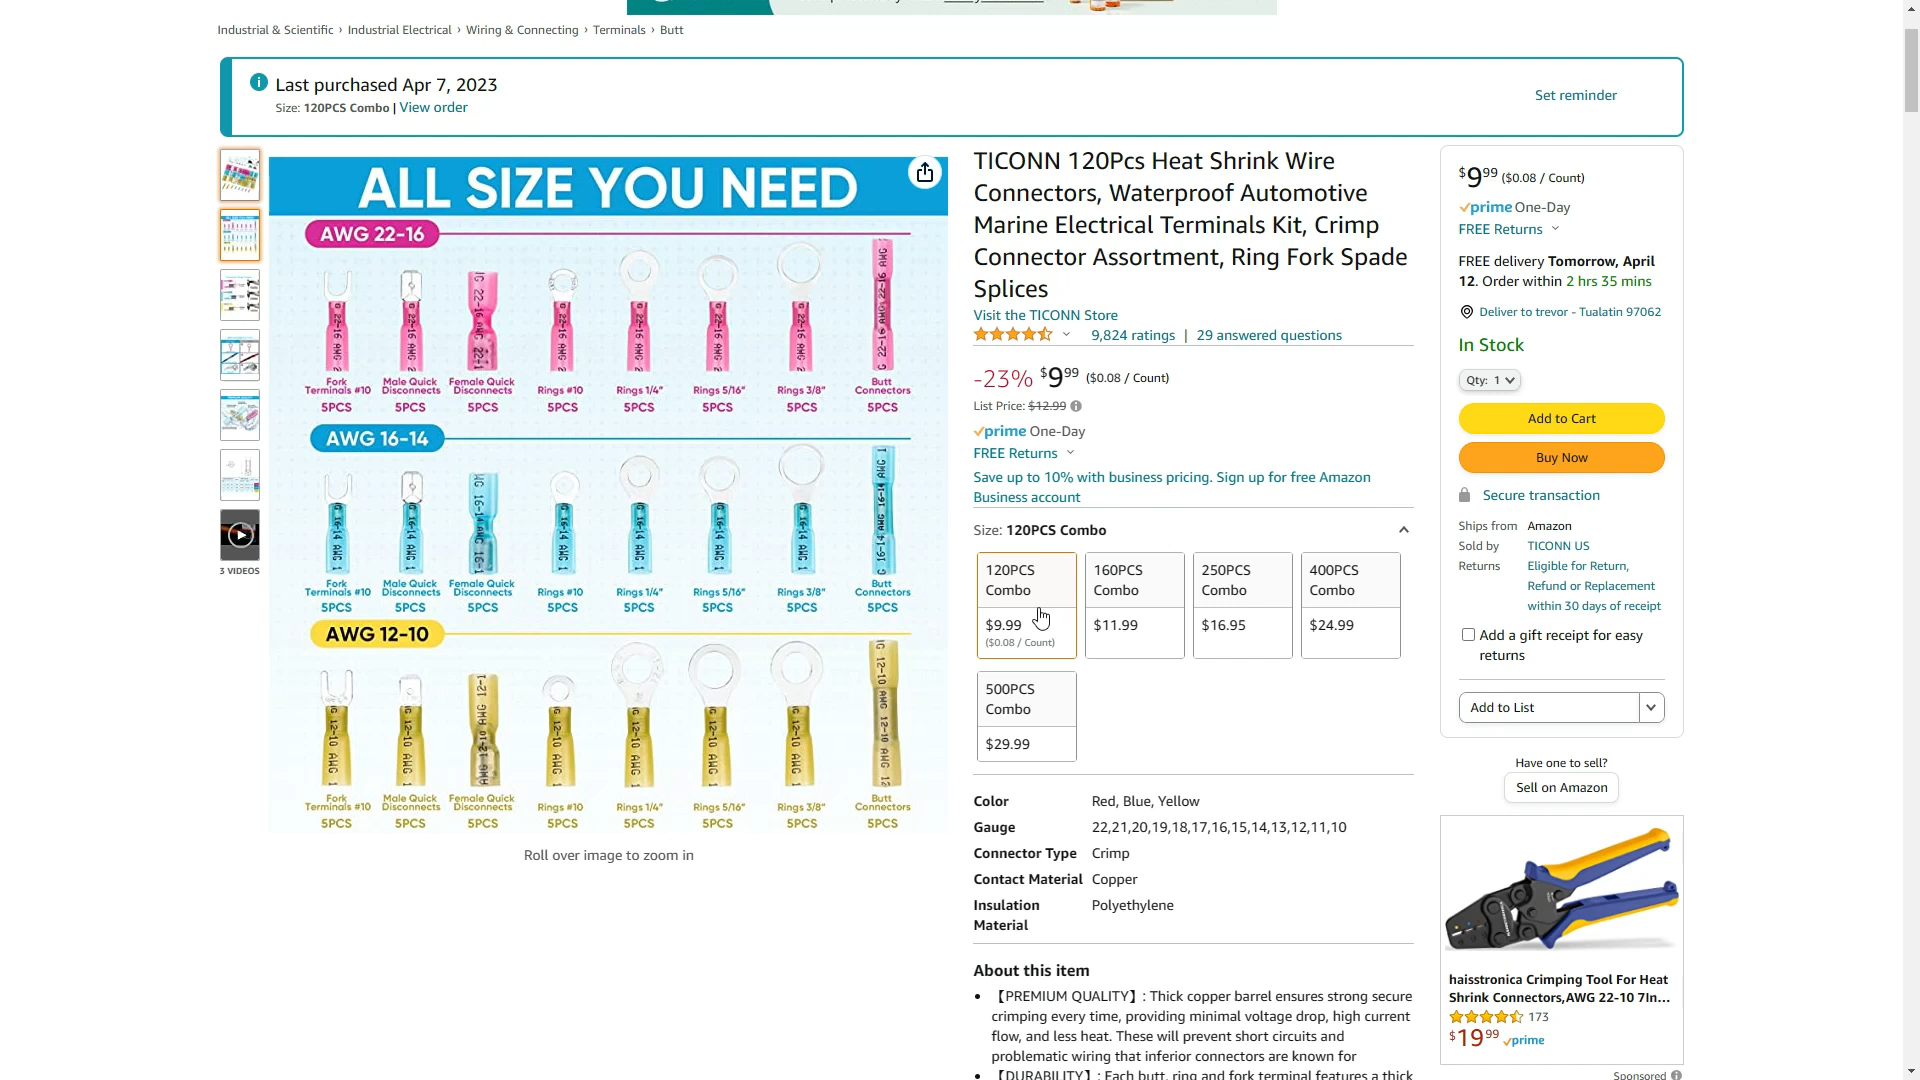 Industrial & Scientific › Industrial Electrical › Wiring & Connecting › Terminals › Butt
Last purchased Apr 7, 2023
Size: 120PCS Combo | View order
Set reminder
ALL SIZE YOU NEED
AWG 22-16
Fork Terminals #10 5PCS
Male Quick Disconnects 5PCS
Female Quick Disconnects 5PCS
Rings #10 5PCS
Rings 1/4" 5PCS
Rings 5/16" 5PCS
Rings 3/8" 5PCS
Butt Connectors 5PCS
AWG 16-14
Fork Terminals #10 5PCS
Male Quick Disconnects 5PCS
Female Quick Disconnects 5PCS
Rings #10 5PCS
Rings 1/4" 5PCS
Rings 5/16" 5PCS
Rings 3/8" 5PCS
Butt Connectors 5PCS
AWG 12-10
Fork Terminals #10 5PCS
Male Quick Disconnects 5PCS
Female Quick Disconnects 5PCS
Rings #10 5PCS
Rings 1/4" 5PCS
Rings 5/16" 5PCS
Rings 3/8" 5PCS
Butt Connectors 5PCS
3 VIDEOS
Roll over image to zoom in
TICONN 120Pcs Heat Shrink Wire
Connectors, Waterproof Automotive
Marine Electrical Terminals Kit, Crimp
Connector Assortment, Ring Fork Spade
Splices
Visit the TICONN Store
9,824 ratings | 29 answered questions
-23% $9.99 ($0.08 / Count)
List Price: $12.99
prime One-Day
FREE Returns
Save up to 10% with business pricing. Sign up for free Amazon
Business account
Size: 120PCS Combo
120PCS Combo
$9.99
($0.08 / Count)
160PCS Combo
$11.99
250PCS Combo
$16.95
400PCS Combo
$24.99
500PCS Combo
$29.99
Color Red, Blue, Yellow
Gauge 22,21,20,19,18,17,16,15,14,13,12,11,10
Connector Type Crimp
Contact Material Copper
Insulation Material Polyethylene
About this item
【PREMIUM QUALITY】: Thick copper barrel ensures strong secure
crimping every time, providing minimal voltage drop, high current
flow, and less heat. These will prevent short circuits and
problematic wiring that inferior connectors are known for
【DURABILITY】: Each butt, ring and fork terminal features a thick
$9.99 ($0.08 / Count)
prime One-Day
FREE Returns
FREE delivery Tomorrow, April
12. Order within 2 hrs 35 mins
Deliver to trevor - Tualatin 97062
In Stock
Qty: 1
Add to Cart
Buy Now
Secure transaction
Ships from Amazon
Sold by TICONN US
Returns Eligible for Return,
Refund or Replacement
within 30 days of receipt
Add a gift receipt for easy
returns
Add to List
Have one to sell?
Sell on Amazon
haisstronica Crimping Tool For Heat
Shrink Connectors,AWG 22-10 7In...
173
$19.99 prime
Sponsored